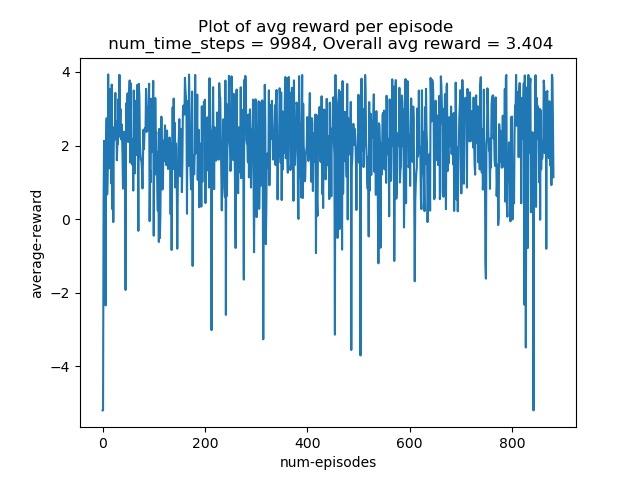 Plot of avg reward per episode
num_time_steps = 9984, Overall avg reward = 3.404
4
2
0
−2
−4
average-reward
0 200 400 600 800
num-episodes